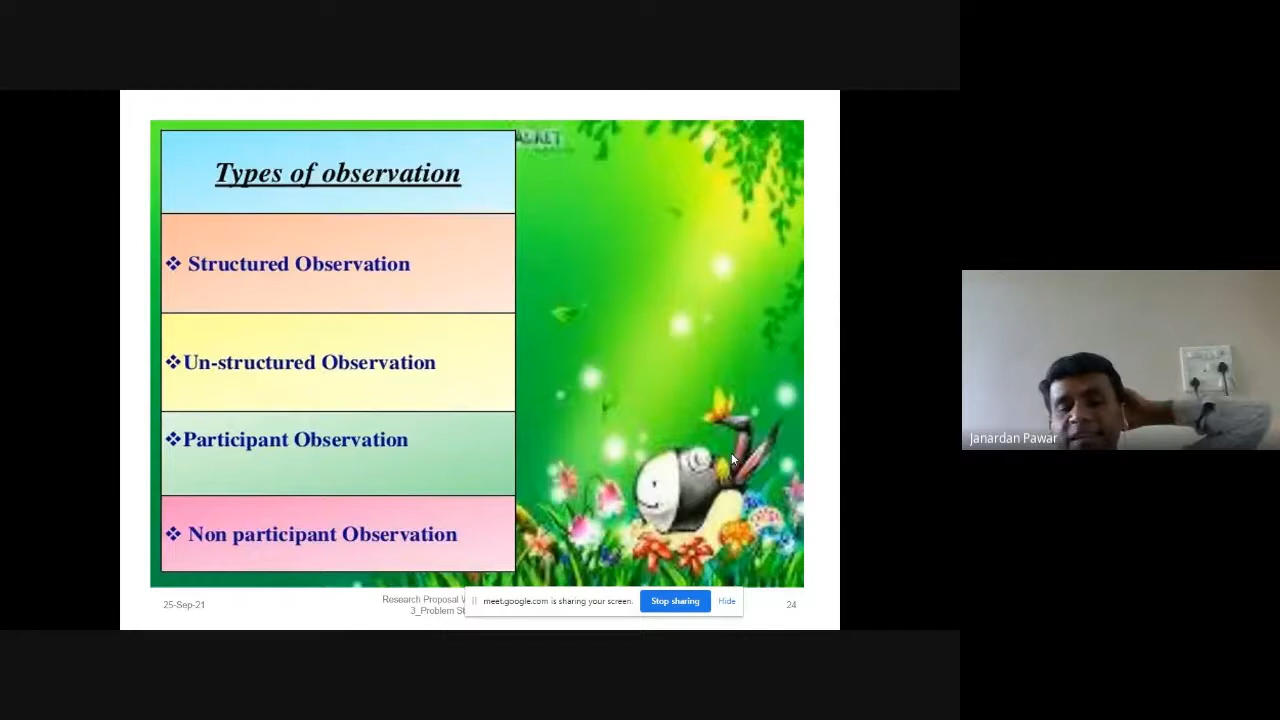 Types of observation
❖ Structured Observation
❖Un-structured Observation
❖Participant Observation
❖ Non participant Observation
25-Sep-21
Research Proposal
meet.google.com is sharing your screen.
Stop sharing
Hide
24
Janardan Pawar